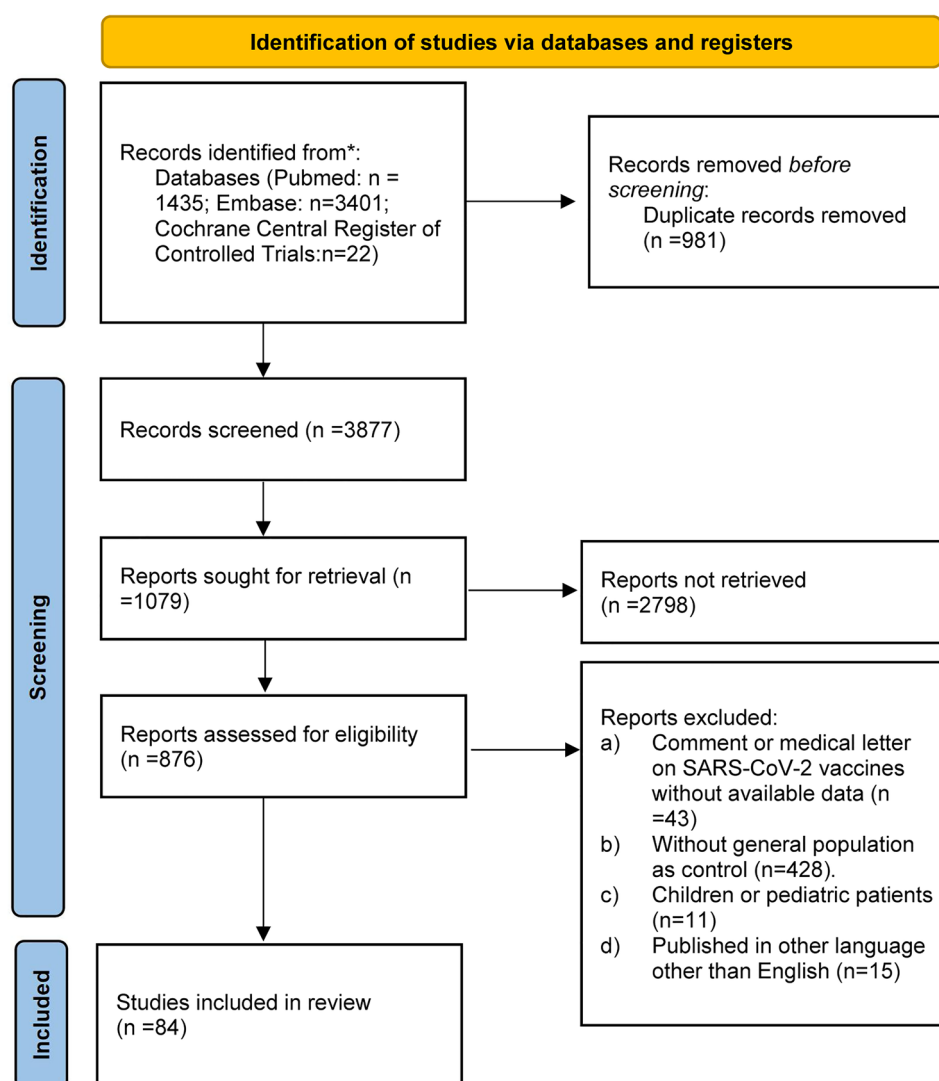 Identification of studies via databases and registers
Identification
Records identified from*:
Databases (Pubmed: n =
1435; Embase: n=3401;
Cochrane Central Register of
Controlled Trials:n=22)
Records removed before
screening:
Duplicate records removed
(n =981)
Screening
Records screened (n =3877)
Reports sought for retrieval (n
=1079)
Reports not retrieved
(n =2798)
Reports assessed for eligibility
(n =876)
Reports excluded:
a) Comment or medical letter
on SARS-CoV-2 vaccines
without available data (n
=43)
b) Without general population
as control (n=428).
c) Children or pediatric patients
(n=11)
d) Published in other language
other than English (n=15)
Included
Studies included in review
(n =84)